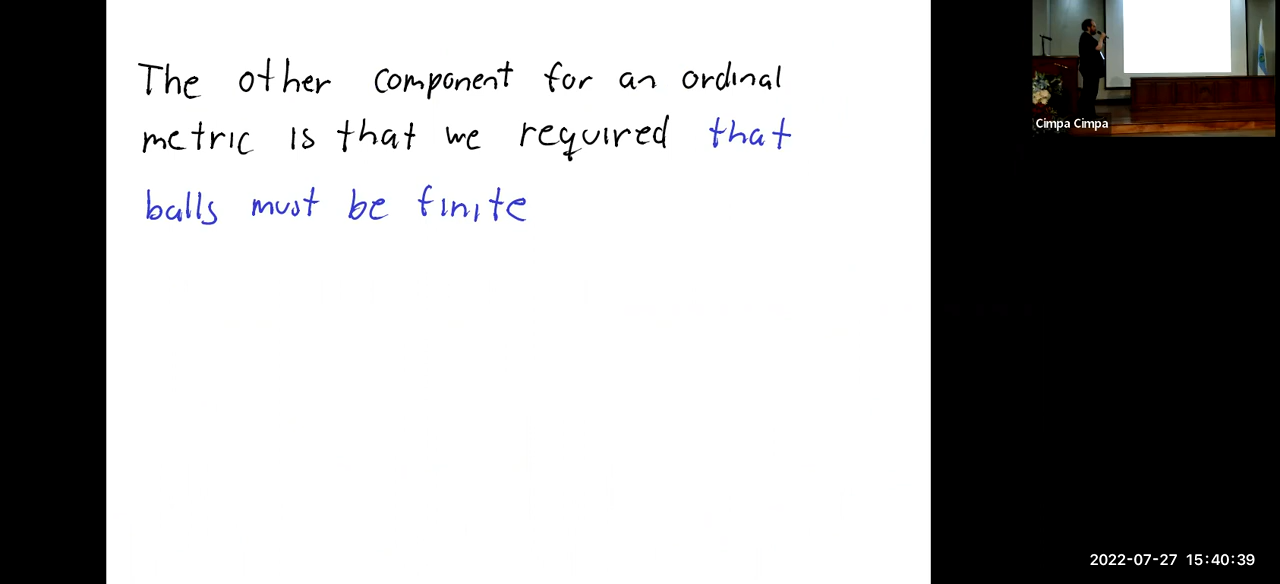 The other component for an ordinal
metric is that we required that
balls must be finite
Cimpa Cimpa
2022-07-27 15:40:39